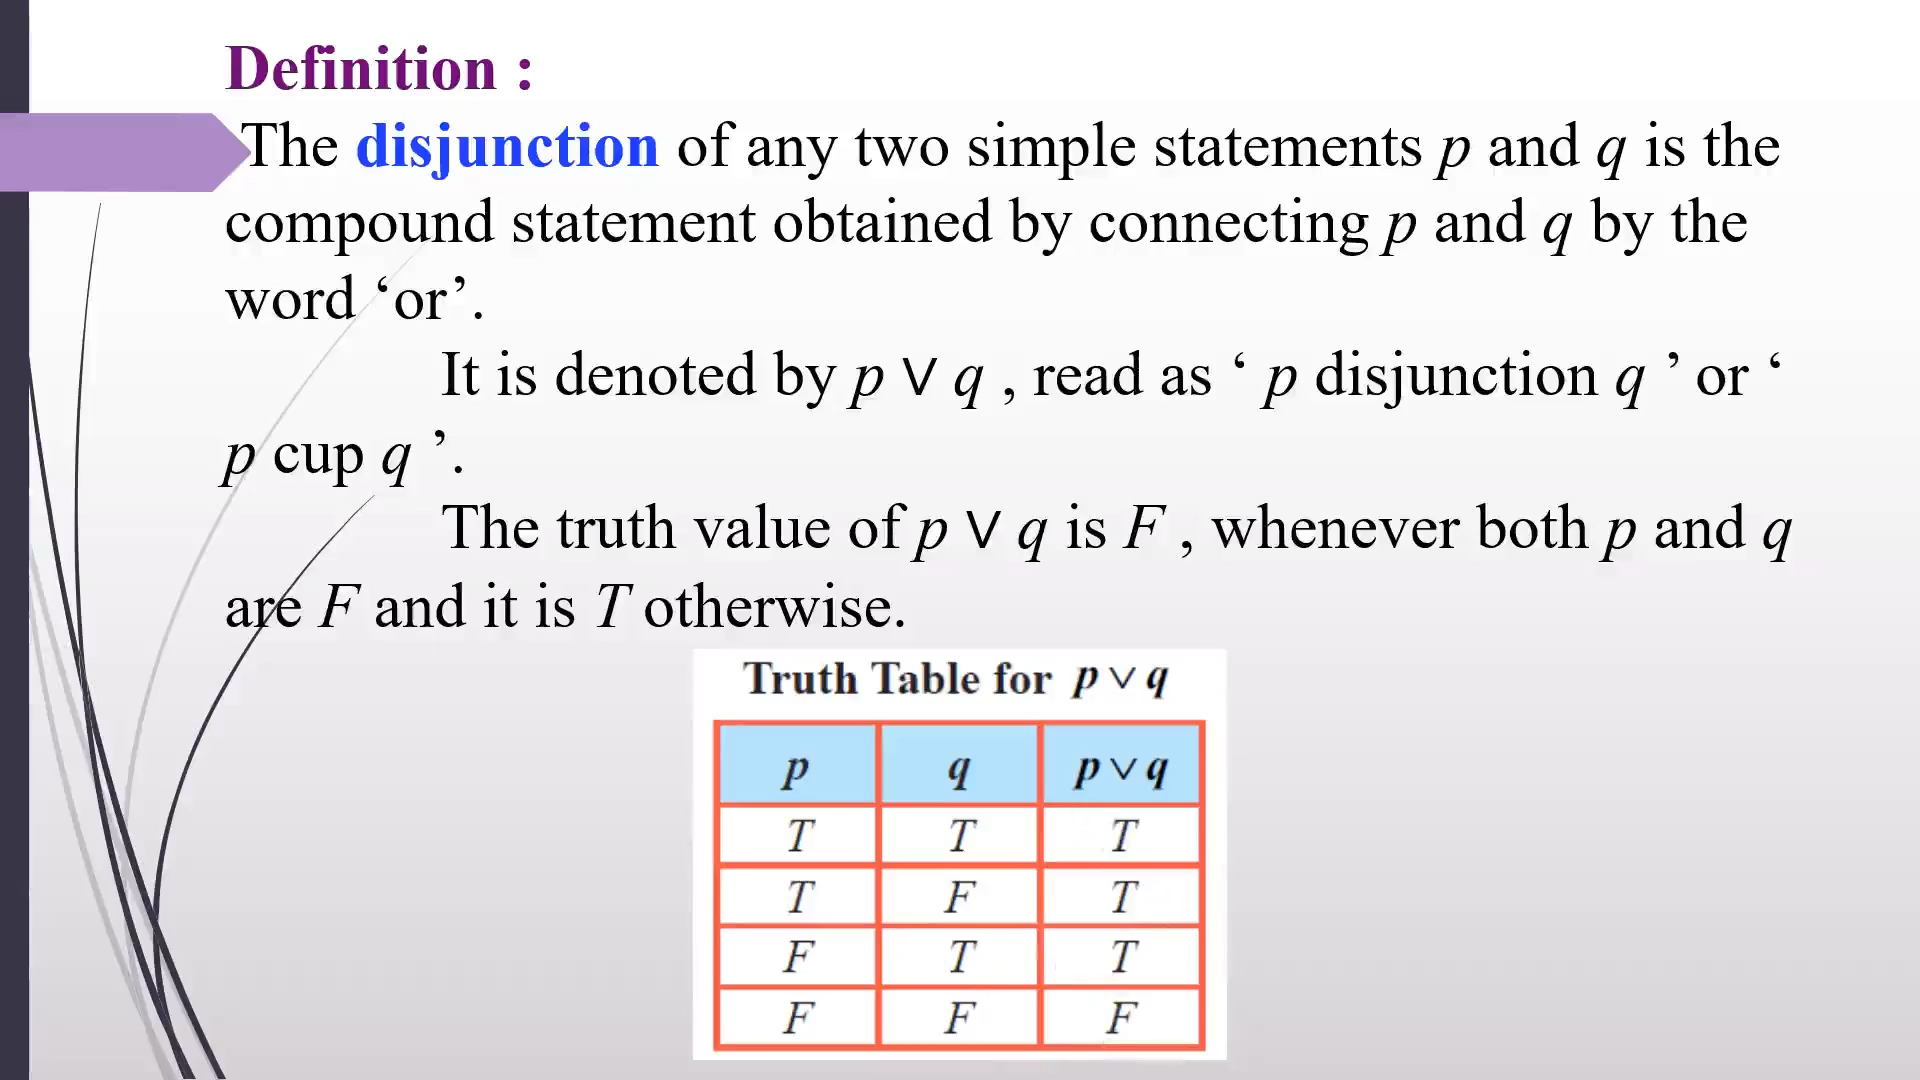 Definition :
The disjunction of any two simple statements p and q is the
compound statement obtained by connecting p and q by the
word ‘or’.
It is denoted by p ∨ q , read as ‘ p disjunction q ’ or ‘
p cup q ’.
The truth value of p ∨ q is F , whenever both p and q
are F and it is T otherwise.
Truth Table for p ∨ q
p q p ∨ q
T T T
T F T
F T T
F F F